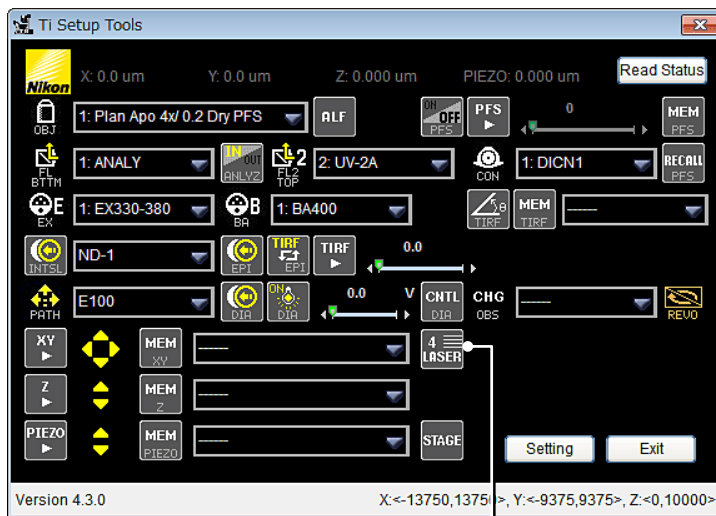 Ti Setup Tools
Nikon X: 0.0 um Y: 0.0 um Z: 0.000 um PIEZO: 0.000 um Read Status
OBJ 1: Plan Apo 4x/ 0.2 Dry PFS ALF ON OFF PFS PFS 0 MEM PFS
FL BTTM 1: ANALY IN OUT ANLYZ 2 FL2 TOP 2: UV-2A CON 1: DICN1 RECALL PFS
E EX 1: EX330-380 B BA 1: BA400 θ TIRF MEM TIRF -----
INTSL ND-1 EPI TIRF EPI TIRF 0.0
PATH E100 DIA ON DIA 0.0 V CNTL DIA CHG OBS ----- REVO
XY MEM XY ----- 4 LASER
Z MEM Z -----
PIEZO MEM PIEZO ----- STAGE Setting Exit
Version 4.3.0 X:<-13750,13750>, Y:<-9375,9375>, Z:<0,10000>